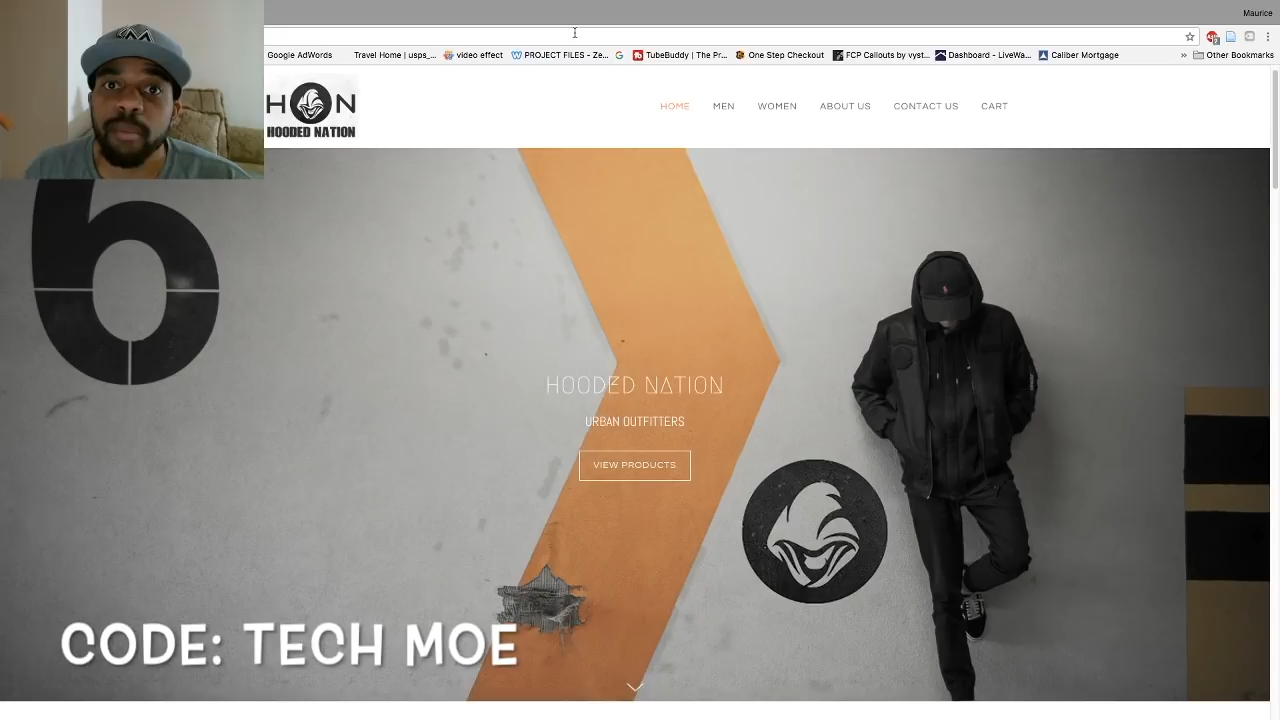 Maurice
Google AdWords Travel Home | usps_... video effect PROJECT FILES - Ze... TubeBuddy | The Pr... One Step Checkout FCP Callouts by vyst... Dashboard - LiveWa... Caliber Mortgage » Other Bookmarks
H N
HOODED NATION
HOME MEN WOMEN ABOUT US CONTACT US CART
6
HOODED NATION
URBAN OUTFITTERS
VIEW PRODUCTS
CODE: TECH MOE